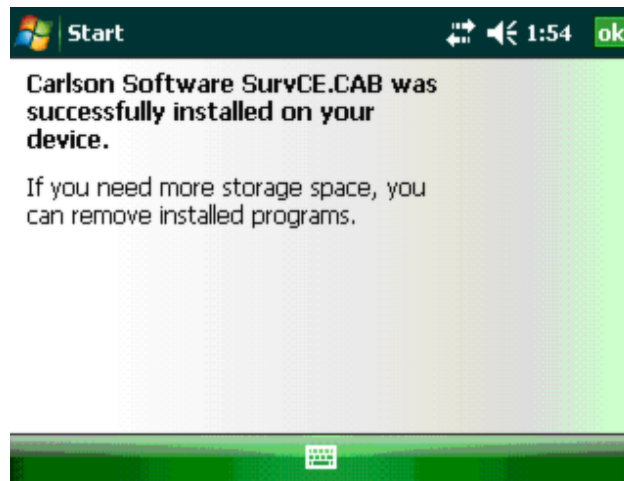 Start 1:54 ok
Carlson Software SurvCE.CAB was
successfully installed on your
device.
If you need more storage space, you
can remove installed programs.